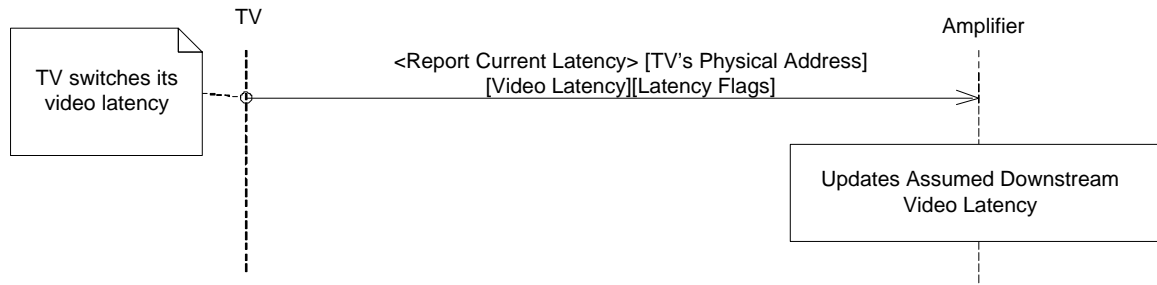 TV
Amplifier
TV switches its
video latency
<Report Current Latency> [TV's Physical Address]
[Video Latency][Latency Flags]
Updates Assumed Downstream
Video Latency